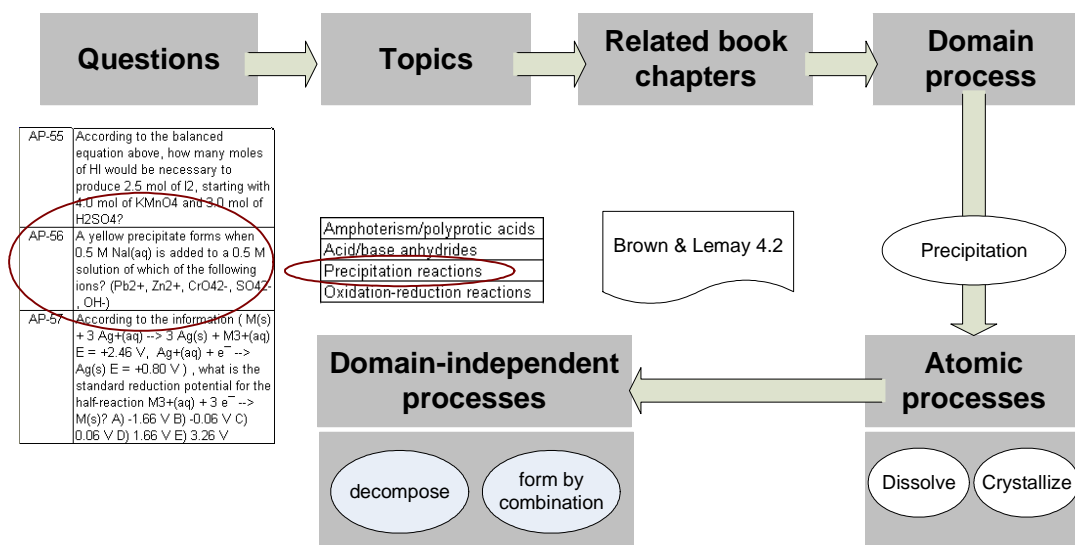 Questions
Topics
Related book
chapters
Domain
process
AP-55
According to the balanced
equation above, how many moles
of HI would be necessary to
produce 2.5 mol of I2, starting with
4.0 mol of KMnO4 and 3.0 mol of
H2SO4?
AP-56
A yellow precipitate forms when
0.5 M NaI(aq) is added to a 0.5 M
solution of which of the following
ions? (Pb2+, Zn2+, CrO42-, SO42-
, OH-)
AP-57
According to the information ( M(s)
+ 3 Ag+(aq) --> 3 Ag(s) + M3+(aq)
E = +2.46 V, Ag+(aq) + e¯ -->
Ag(s) E = +0.80 V ) , what is the
standard reduction potential for the
half-reaction M3+(aq) + 3 e¯ -->
M(s)? A) -1.66 V B) -0.06 V C)
0.06 V D) 1.66 V E) 3.26 V
Amphoterism/polyprotic acids
Acid/base anhydrides
Precipitation reactions
Oxidation-reduction reactions
Brown & Lemay 4.2
Precipitation
Domain-independent
processes
Atomic
processes
decompose
form by
combination
Dissolve
Crystallize